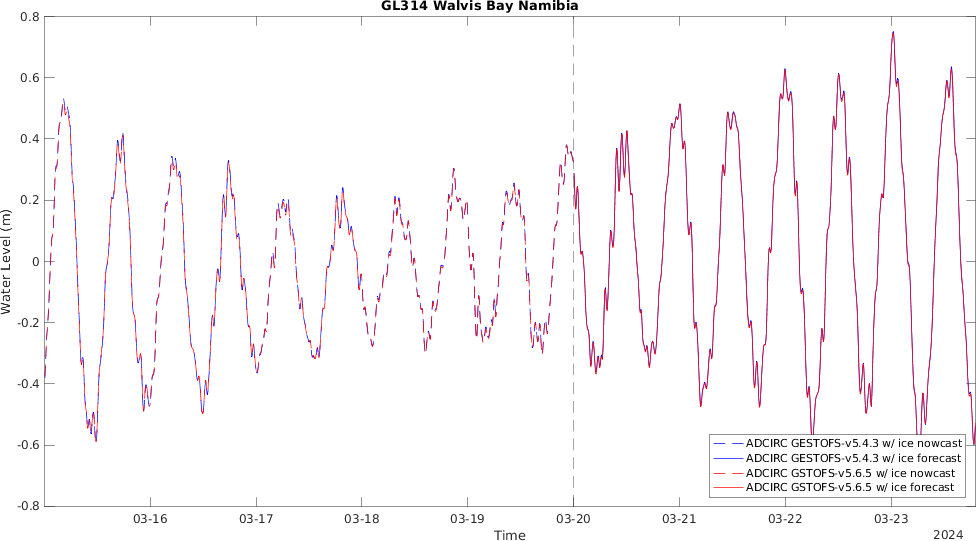 GL314 Walvis Bay Namibia
0.8
0.6
0.4
0.2
0
-0.2
-0.4
-0.6
-0.8
Water Level (m)
ADCIRC GESTOFS-v5.4.3 w/ ice nowcast
ADCIRC GESTOFS-v5.4.3 w/ ice forecast
ADCIRC GSTOFS-v5.6.5 w/ ice nowcast
ADCIRC GSTOFS-v5.6.5 w/ ice forecast
03-16 03-17 03-18 03-19 03-20 03-21 03-22 03-23
Time
2024